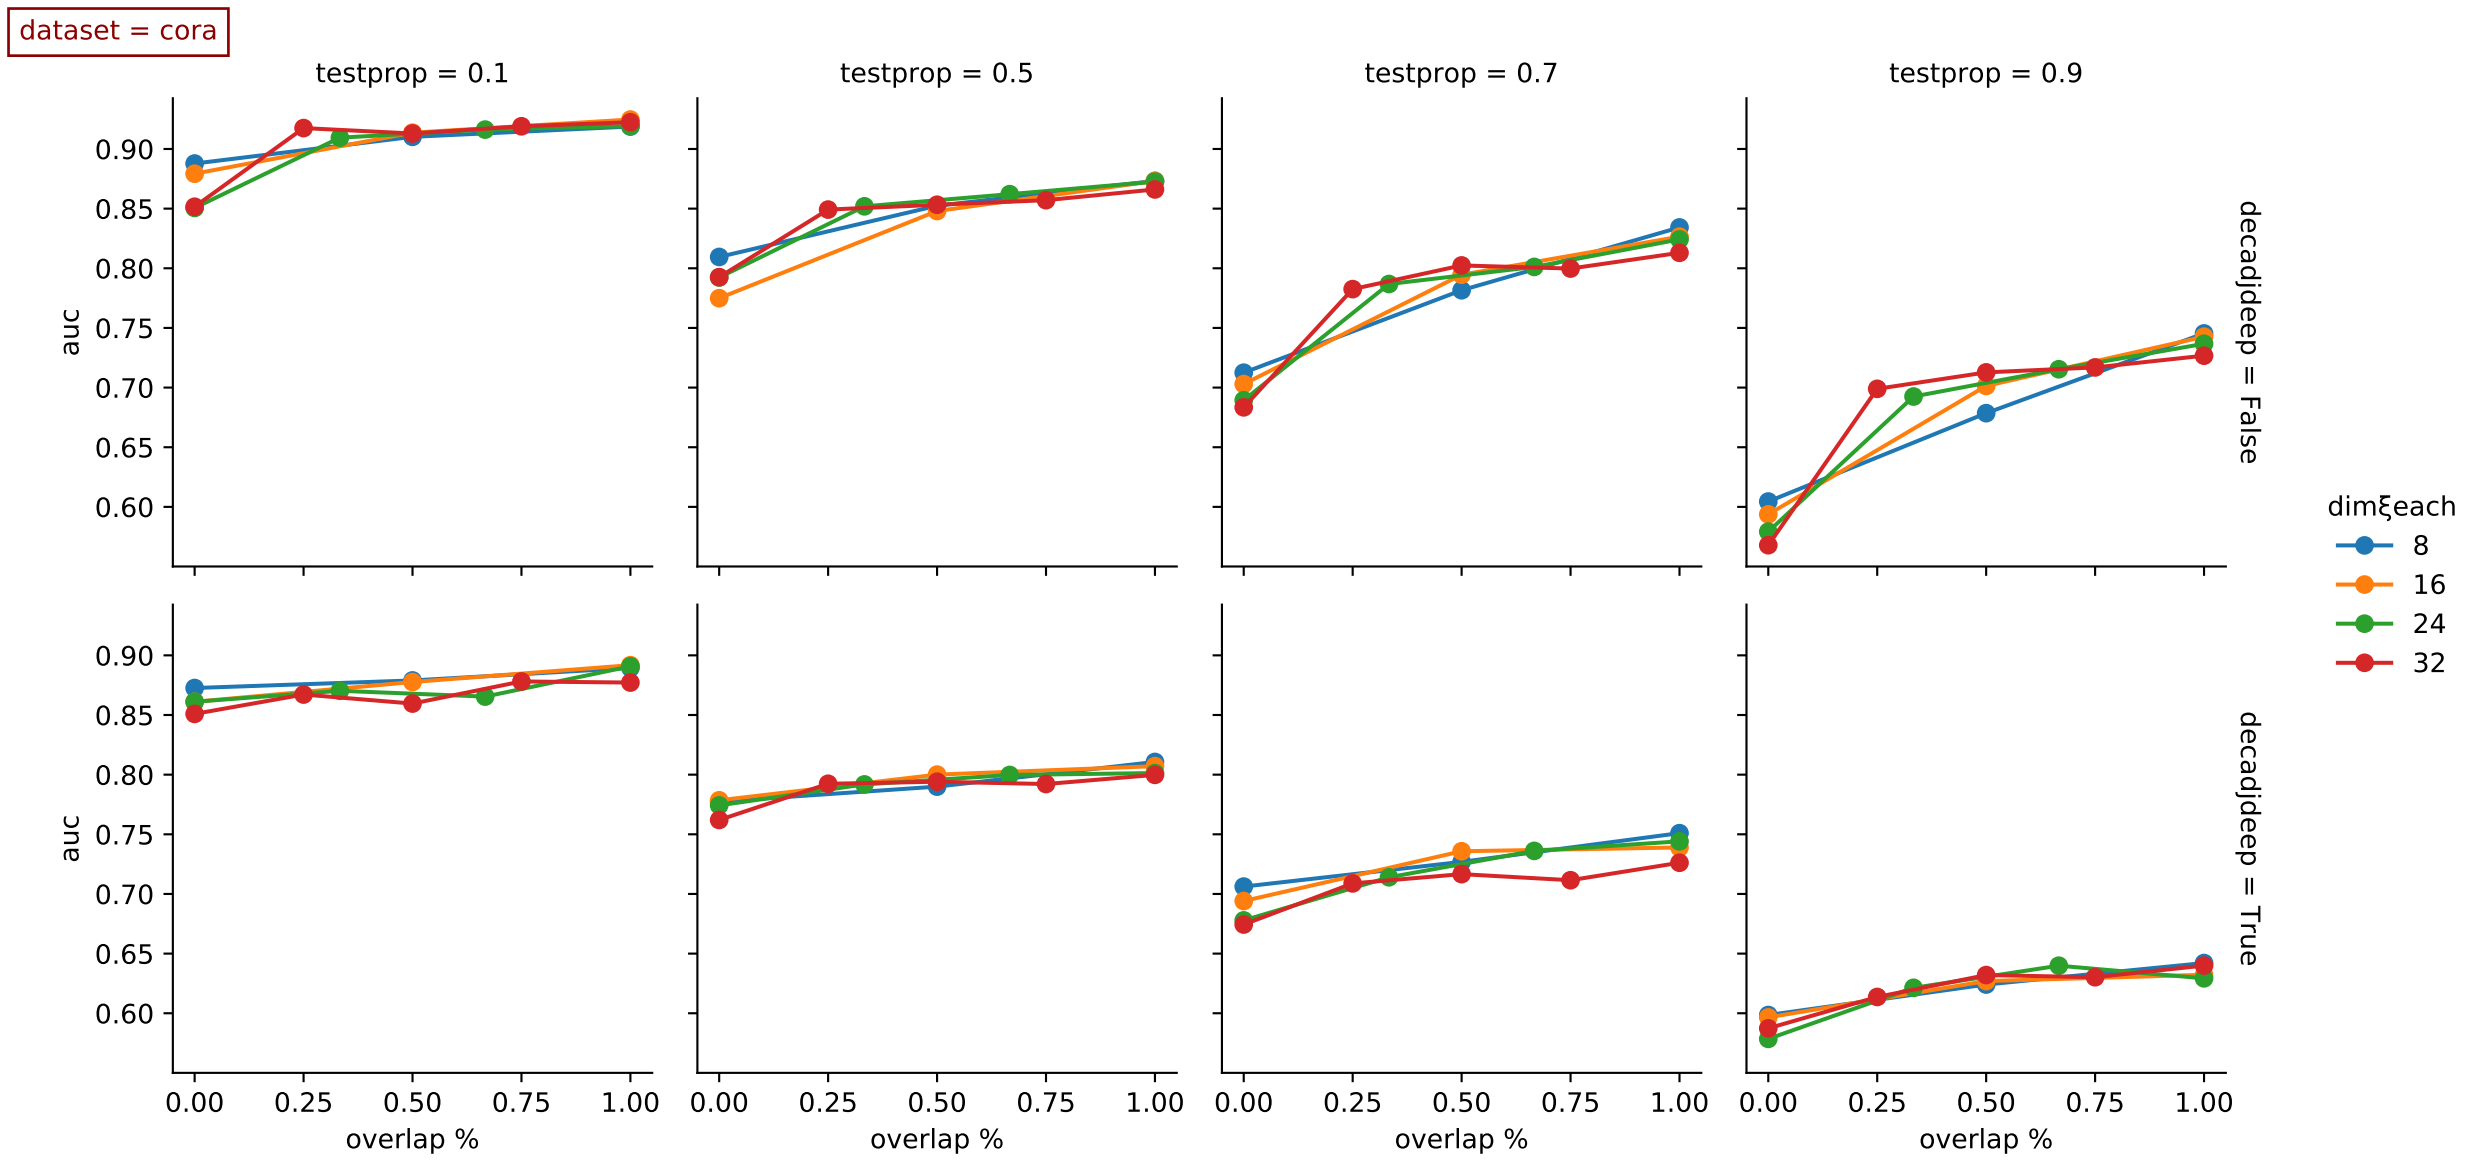 dataset = cora
testprop = 0.1
testprop = 0.5
testprop = 0.7
testprop = 0.9
auc
0.90
0.85
0.80
0.75
0.70
0.65
0.60
decadjdeep = False
dimξeach
8
16
24
32
auc
0.90
0.85
0.80
0.75
0.70
0.65
0.60
decadjdeep = True
0.00 0.25 0.50 0.75 1.00
0.00 0.25 0.50 0.75 1.00
0.00 0.25 0.50 0.75 1.00
0.00 0.25 0.50 0.75 1.00
overlap %
overlap %
overlap %
overlap %